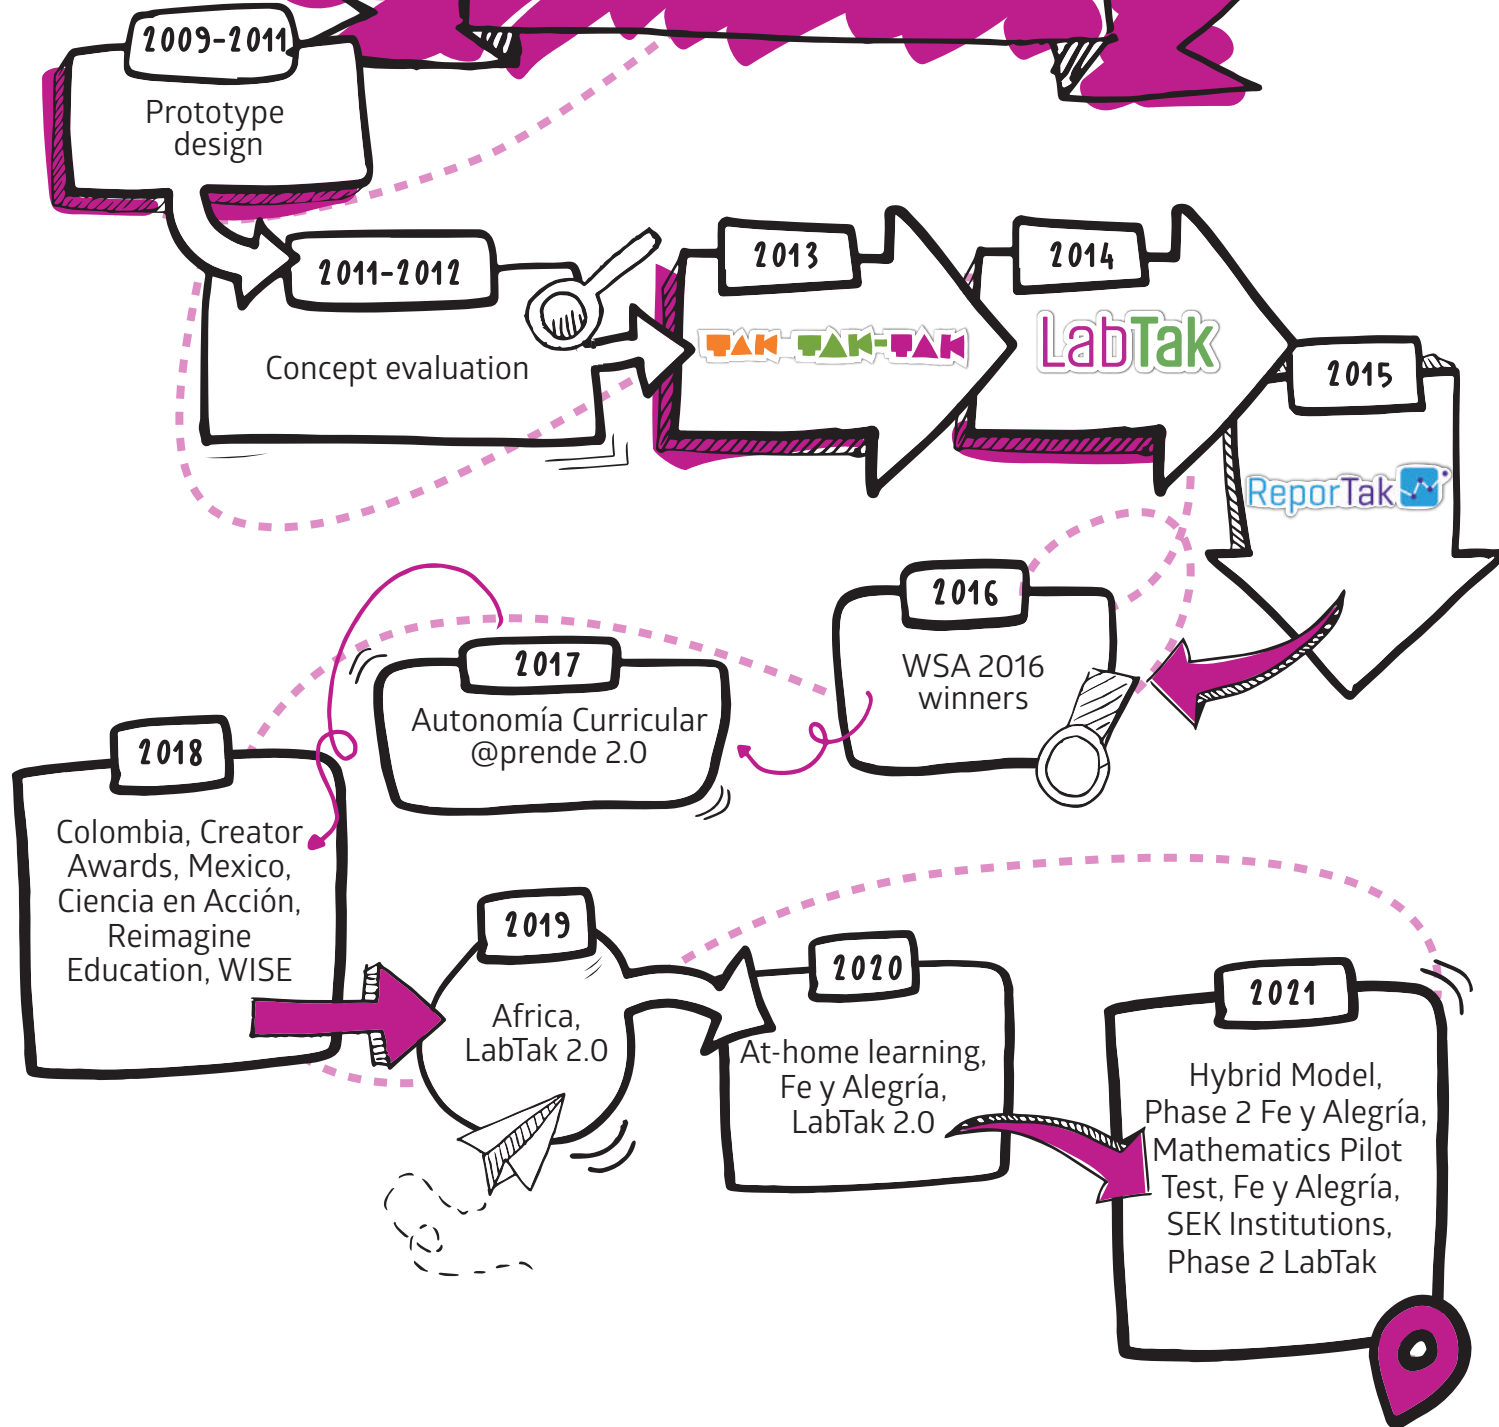 2009-2011
Prototype
design
2011-2012
Concept evaluation
2013
TAK-TAK-TAK
2014
LabTak
2015
ReporTak
2016
WSA 2016
winners
2017
Autonomía Curricular
@prende 2.0
2018
Colombia, Creator
Awards, Mexico,
Ciencia en Acción,
Reimagine
Education, WISE
2019
Africa,
LabTak 2.0
2020
At-home learning,
Fe y Alegría,
LabTak 2.0
2021
Hybrid Model,
Phase 2 Fe y Alegría,
Mathematics Pilot
Test, Fe y Alegría,
SEK Institutions,
Phase 2 LabTak